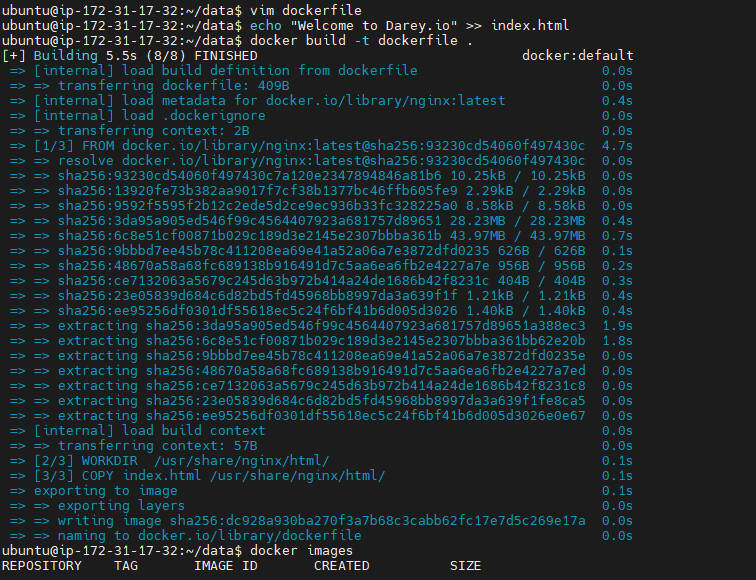 ubuntu@ip-172-31-17-32:~/data$ vim dockerfile
ubuntu@ip-172-31-17-32:~/data$ echo "Welcome to Darey.io" >> index.html
ubuntu@ip-172-31-17-32:~/data$ docker build -t dockerfile .
[+] Building 5.5s (8/8) FINISHED docker:default
=> [internal] load build definition from dockerfile 0.0s
=> => transferring dockerfile: 409B 0.0s
=> [internal] load metadata for docker.io/library/nginx:latest 0.4s
=> [internal] load .dockerignore 0.0s
=> => transferring context: 2B 0.0s
=> [1/3] FROM docker.io/library/nginx:latest@sha256:93230cd54060f497430c 4.7s
=> => resolve docker.io/library/nginx:latest@sha256:93230cd54060f497430c 0.0s
=> => sha256:93230cd54060f497430c7a120e2347894846a81b6 10.25kB / 10.25kB 0.0s
=> => sha256:13920fe73b382aa9017f7cf38b1377bc46ffb605fe9 2.29kB / 2.29kB 0.0s
=> => sha256:9592f5595f2b12c2ede5d2ce9ec936b33fc328225a0 8.58kB / 8.58kB 0.0s
=> => sha256:3da95a905ed546f99c4564407923a681757d89651 28.23MB / 28.23MB 0.4s
=> => sha256:6c8e51cf00871b029c189d3e2145e2307bbba361b 43.97MB / 43.97MB 0.7s
=> => sha256:9bbbd7ee45b78c411208ea69e41a52a06a7e3872dfd0235 626B / 626B 0.1s
=> => sha256:48670a58a68fc689138b916491d7c5aa6ea6fb2e4227a7e 956B / 956B 0.2s
=> => sha256:ce7132063a5679c245d63b972b414a24de1686b42f8231c 404B / 404B 0.3s
=> => sha256:23e05839d684c6d82bd5fd45968bb8997da3a639f1f 1.21kB / 1.21kB 0.4s
=> => sha256:ee95256df0301df55618ec5c24f6bf41b6d005d3026 1.40kB / 1.40kB 0.4s
=> => extracting sha256:3da95a905ed546f99c4564407923a681757d89651a388ec3 1.9s
=> => extracting sha256:6c8e51cf00871b029c189d3e2145e2307bbba361bb62e20b 1.8s
=> => extracting sha256:9bbbd7ee45b78c411208ea69e41a52a06a7e3872dfd0235e 0.0s
=> => extracting sha256:48670a58a68fc689138b916491d7c5aa6ea6fb2e4227a7ed 0.0s
=> => extracting sha256:ce7132063a5679c245d63b972b414a24de1686b42f8231c8 0.0s
=> => extracting sha256:23e05839d684c6d82bd5fd45968bb8997da3a639f1fe8ca5 0.0s
=> => extracting sha256:ee95256df0301df55618ec5c24f6bf41b6d005d3026e0e67 0.0s
=> [internal] load build context 0.0s
=> => transferring context: 57B 0.0s
=> [2/3] WORKDIR /usr/share/nginx/html/ 0.1s
=> [3/3] COPY index.html /usr/share/nginx/html/ 0.1s
=> exporting to image 0.1s
=> => exporting layers 0.0s
=> => writing image sha256:dc928a930ba270f3a7b68c3cabb62fc17e7d5c269e17a 0.0s
=> => naming to docker.io/library/dockerfile 0.0s
ubuntu@ip-172-31-17-32:~/data$ docker images
REPOSITORY TAG IMAGE ID CREATED SIZE